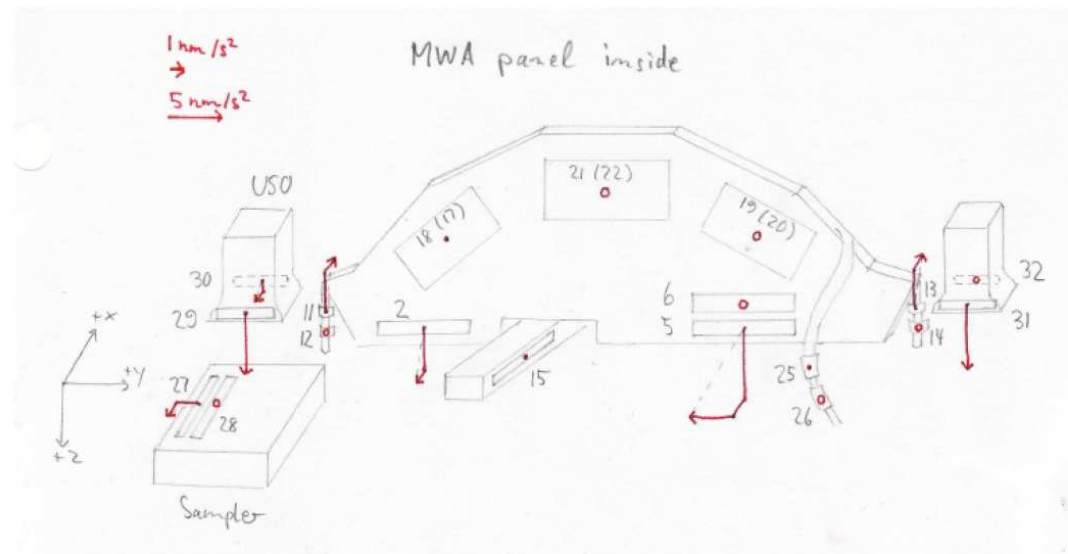 1 nm/s²
5 nm/s²
MWA panel inside
USO
21 (22)
18 (17)
19 (20)
30
32
6
13
29
11
2
31
5
12
14
+x
15
25
+y
27
28
26
+z
Sampler